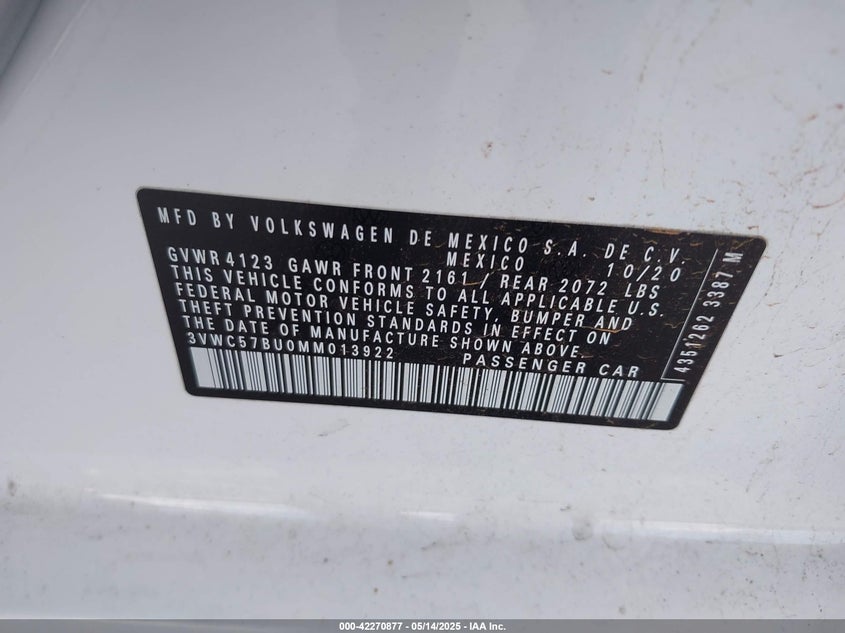 MFD BY VOLKSWAGEN DE MEXICO S.A. DE C.V
MEXICO 10/20
GVWR 4123 GAWR FRONT 2161 / REAR 2072 LBS
THIS VEHICLE CONFORMS TO ALL APPLICABLE U.S.
FEDERAL MOTOR VEHICLE SAFETY, BUMPER AND
THEFT PREVENTION STANDARDS IN EFFECT ON
THE DATE OF MANUFACTURE SHOWN ABOVE.
3VWC57BU0MM013922 PASSENGER CAR
4351262 3387 M
000-42270877 - 05/14/2025 - IAA Inc.